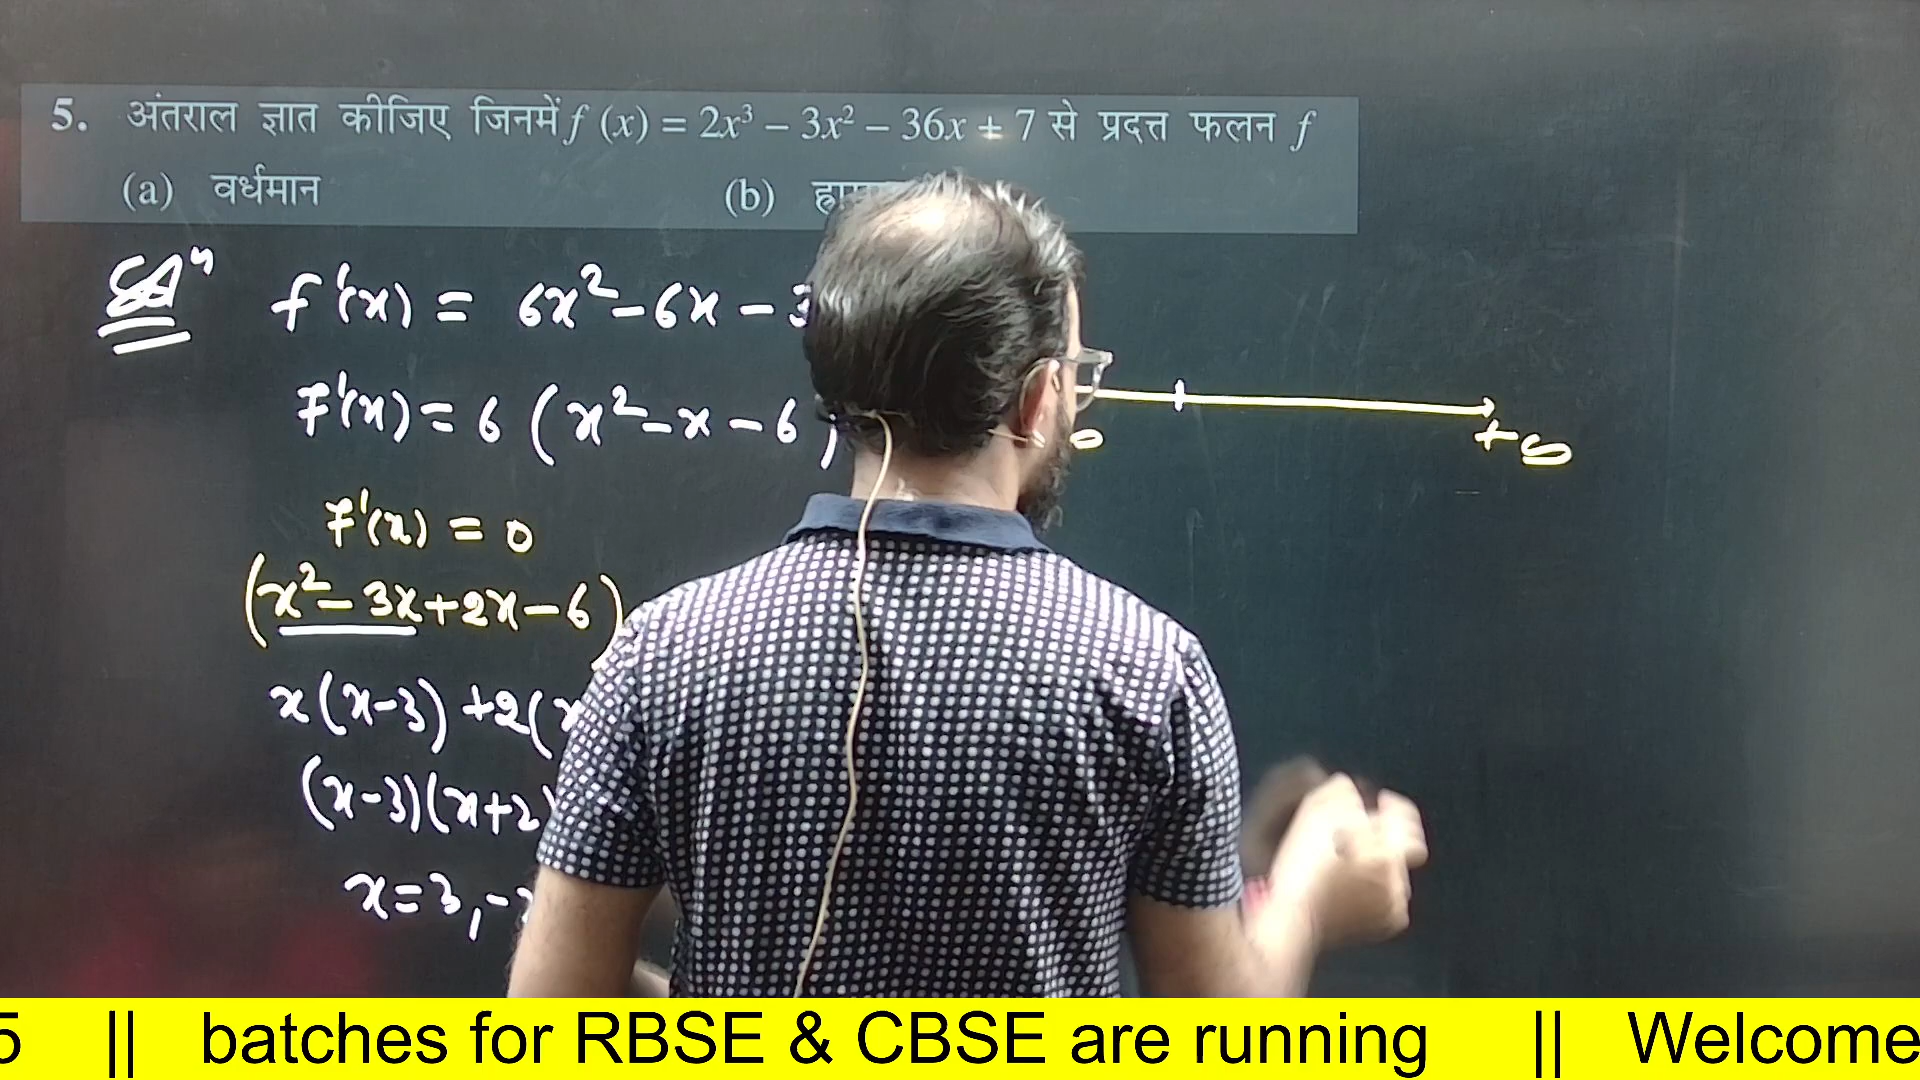 5. अंतराल ज्ञात कीजिए जिनमें f (x) = 2x³ – 3x² – 36x + 7 से प्रदत्त फलन f
(a) वर्धमान (b)
f'(x) = 6x² - 6x - 3
f'(x) = 6 (x² - x - 6)
f'(x) = 0
(x² - 3x + 2x - 6)
x(x-3) + 2(x
(x-3)(x+2)
x = 3, -2
+∞
5 || batches for RBSE & CBSE are running || Welcome